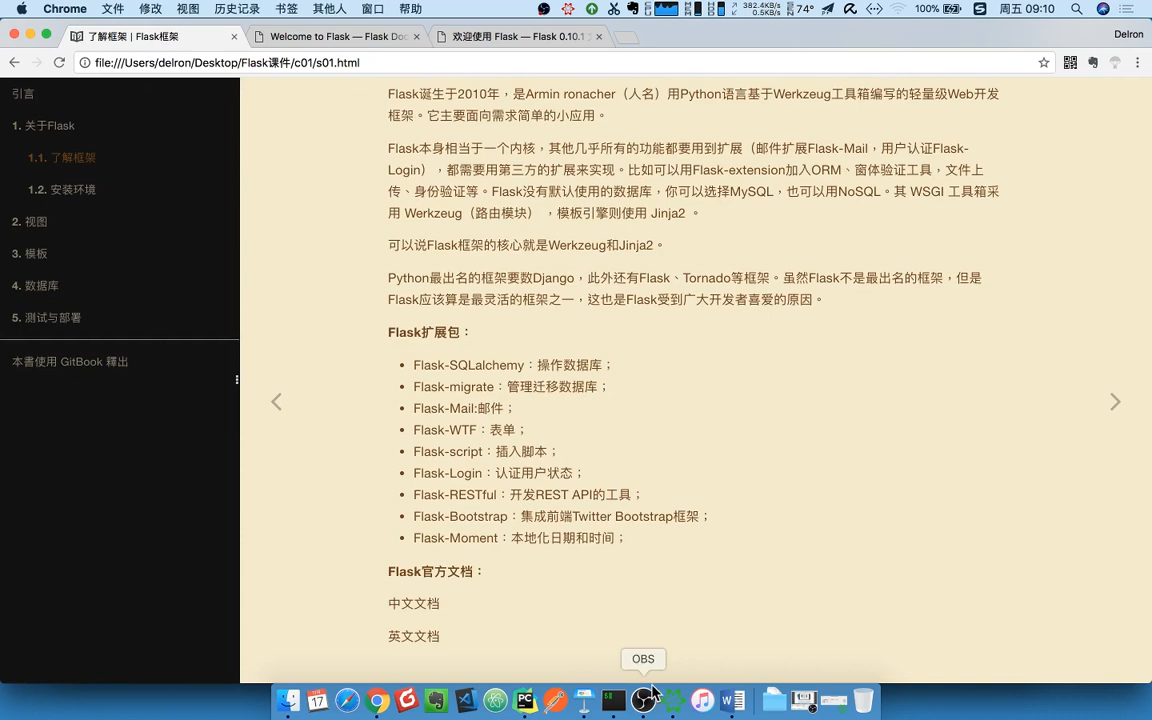 Chrome 文件 修改 视图 历史记录 书签 其他人 窗口 帮助 382.4KB/s 0.5KB/s 74° 100% 周五 09:10
了解框架 | Flask框架 Welcome to Flask — Flask Doc 欢迎使用 Flask — Flask 0.10.1 Delron
file:///Users/delron/Desktop/Flask课件/c01/s01.html
引言
1. 关于Flask
1.1. 了解框架
1.2. 安装环境
2. 视图
3. 模板
4. 数据库
5. 测试与部署
本書使用 GitBook 釋出
Flask诞生于2010年，是Armin ronacher（人名）用Python语言基于Werkzeug工具箱编写的轻量级Web开发
框架。它主要面向需求简单的小应用。
Flask本身相当于一个内核，其他几乎所有的功能都要用到扩展（邮件扩展Flask-Mail，用户认证Flask-
Login），都需要用第三方的扩展来实现。比如可以用Flask-extension加入ORM、窗体验证工具，文件上
传、身份验证等。Flask没有默认使用的数据库，你可以选择MySQL，也可以用NoSQL。其 WSGI 工具箱采
用 Werkzeug（路由模块） ，模板引擎则使用 Jinja2 。
可以说Flask框架的核心就是Werkzeug和Jinja2。
Python最出名的框架要数Django，此外还有Flask、Tornado等框架。虽然Flask不是最出名的框架，但是
Flask应该算是最灵活的框架之一，这也是Flask受到广大开发者喜爱的原因。
Flask扩展包：
Flask-SQLalchemy：操作数据库；
Flask-migrate：管理迁移数据库；
Flask-Mail:邮件；
Flask-WTF：表单；
Flask-script：插入脚本；
Flask-Login：认证用户状态；
Flask-RESTful：开发REST API的工具；
Flask-Bootstrap：集成前端Twitter Bootstrap框架；
Flask-Moment：本地化日期和时间；
Flask官方文档：
中文文档
英文文档
OBS
17